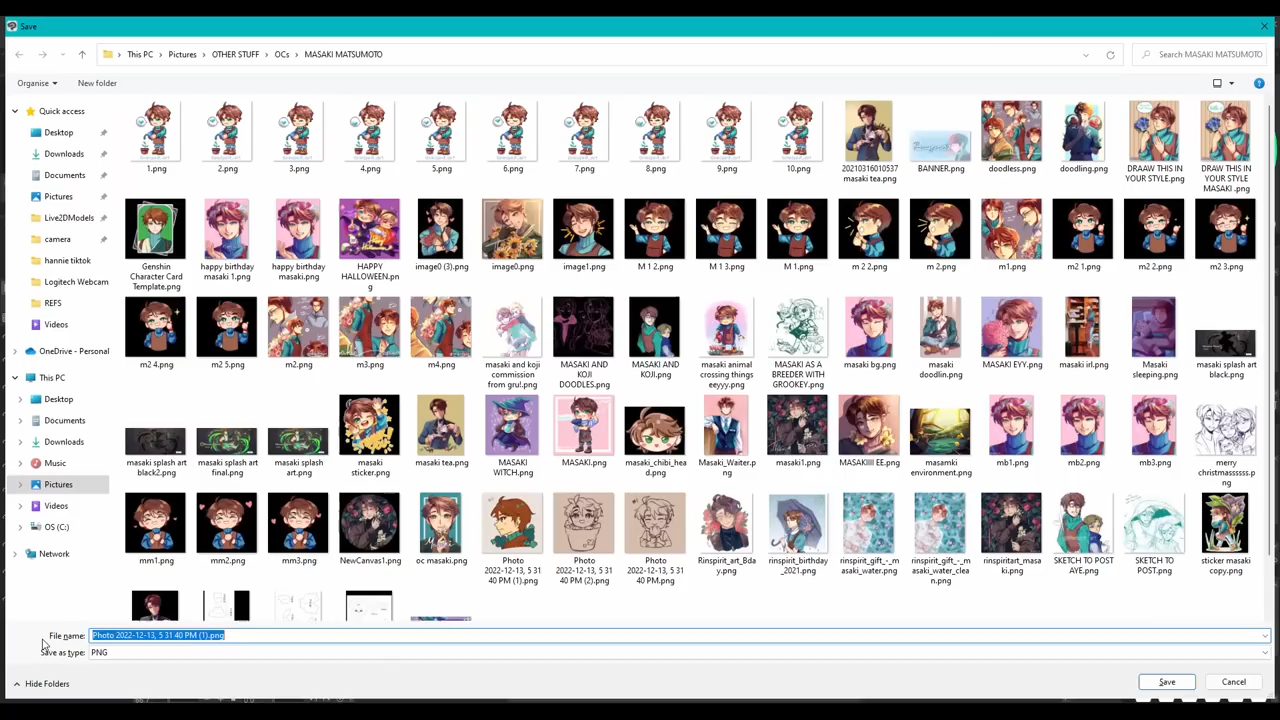 Save
This PC > Pictures > OTHER STUFF > OCs > MASAKI MATSUMOTO
Search MASAKI MATSUMOTO
Organise
New folder
Quick access
Desktop
Downloads
Documents
Pictures
Live2DModels
camera
hannie tiktok
Logitech Webcam
REFS
Videos
OneDrive - Personal
This PC
Desktop
Documents
Downloads
Music
Pictures
Videos
OS (C:)
Network
1.png
2.png
3.png
4.png
5.png
6.png
7.png
8.png
9.png
10.png
20210316010537
masaki tea.png
BANNER.png
doodless.png
doodling.png
DRAAW THIS IN
YOUR STYLE.png
DRAW THIS IN
YOUR STYLE
MASAKI .png
Genshin
Character Card
Template.png
happy birthday
masaki 1.png
happy birthday
masaki.png
HAPPY
HALLOWEEN.pn
g
image0 (3).png
image0.png
image1.png
M 1 2.png
M 1 3.png
M 1.png
m 2 2.png
m 2.png
m1.png
m2 1.png
m2 2.png
m2 3.png
m2 4.png
m2 5.png
m2.png
m3.png
m4.png
masaki and koji
commission
from gru!.png
MASAKI AND
KOJI
DOODLES.png
MASAKI AND
KOJI.png
masaki animal
crossing things
eeyyy.png
MASAKI AS A
BREEDER WITH
GROOKEY.png
masaki bg.png
masaki
doodlin.png
MASAKI EYY.png
masaki irl.png
Masaki
sleeping.png
masaki splash art
black.png
masaki splash art
black2.png
masaki splash art
final.png
masaki splash
art.png
masaki
sticker.png
masaki tea.png
MASAKI
WITCH.png
MASAKI.png
masaki_chibi_hea
d.png
Masaki_Waiter.p
ng
masaki1.png
MASAKIIII EE.png
masamki
environment.png
mb1.png
mb2.png
mb3.png
merry
christmasssss.p
ng
mm1.png
mm2.png
mm3.png
NewCanvas1.png
oc masaki.png
Photo
2022-12-13, 5 31
40 PM (1).png
Photo
2022-12-13, 5 31
40 PM (2).png
Photo
2022-12-13, 5 31
40 PM.png
Rinspirit_art_Bda
y.png
rinspirit_birthday
_2021.png
rinspirit_gift_-_m
asaki_water.png
rinspirit_gift_-_m
asaki_water_clea
n.png
rinspiritart_masa
ki.png
SKETCH TO POST
AYE.png
SKETCH TO
POST.png
sticker masaki
copy.png
File name: Photo 2022-12-13, 5 31 40 PM (1).png
Save as type: PNG
Hide Folders
Save
Cancel